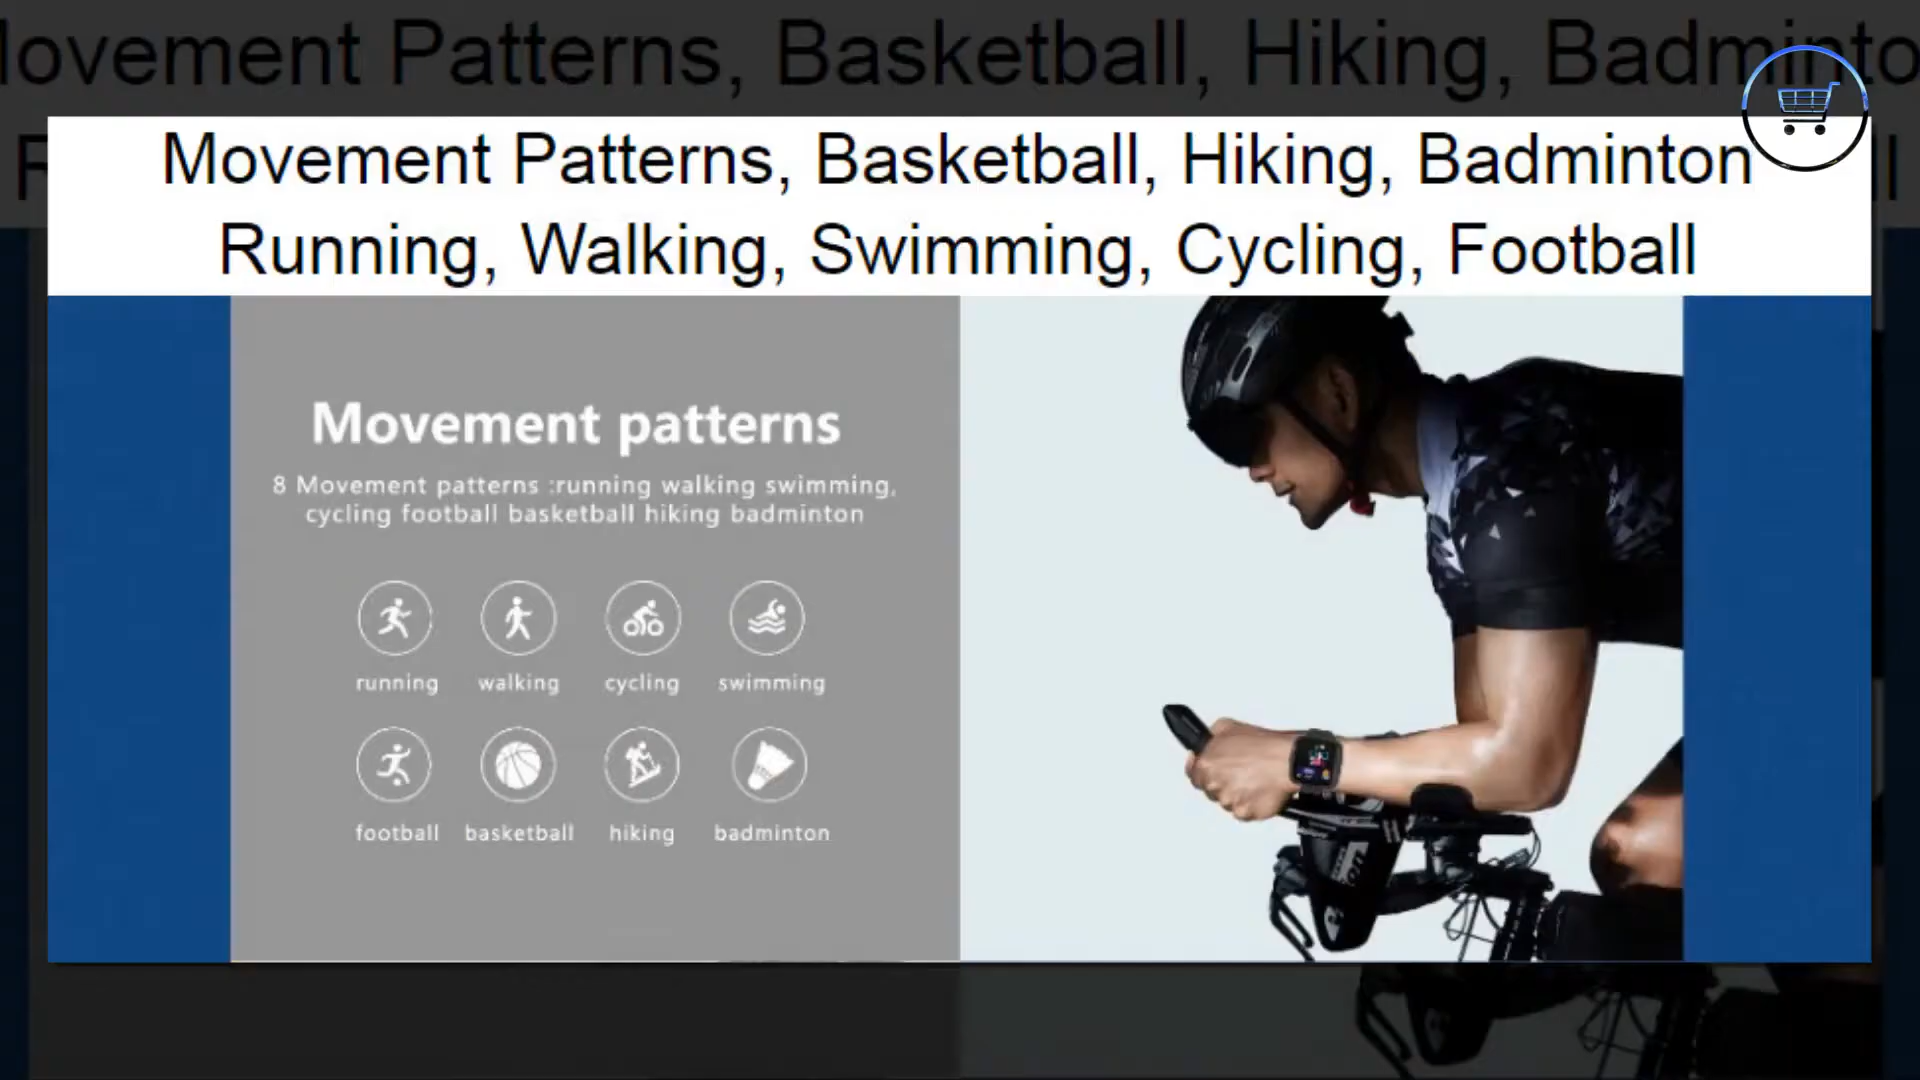 Movement Patterns, Basketball, Hiking, Badminton
Running, Walking, Swimming, Cycling, Football
Movement patterns
8 Movement patterns :running walking swimming,
cycling football basketball hiking badminton
running walking cycling swimming
football basketball hiking badminton